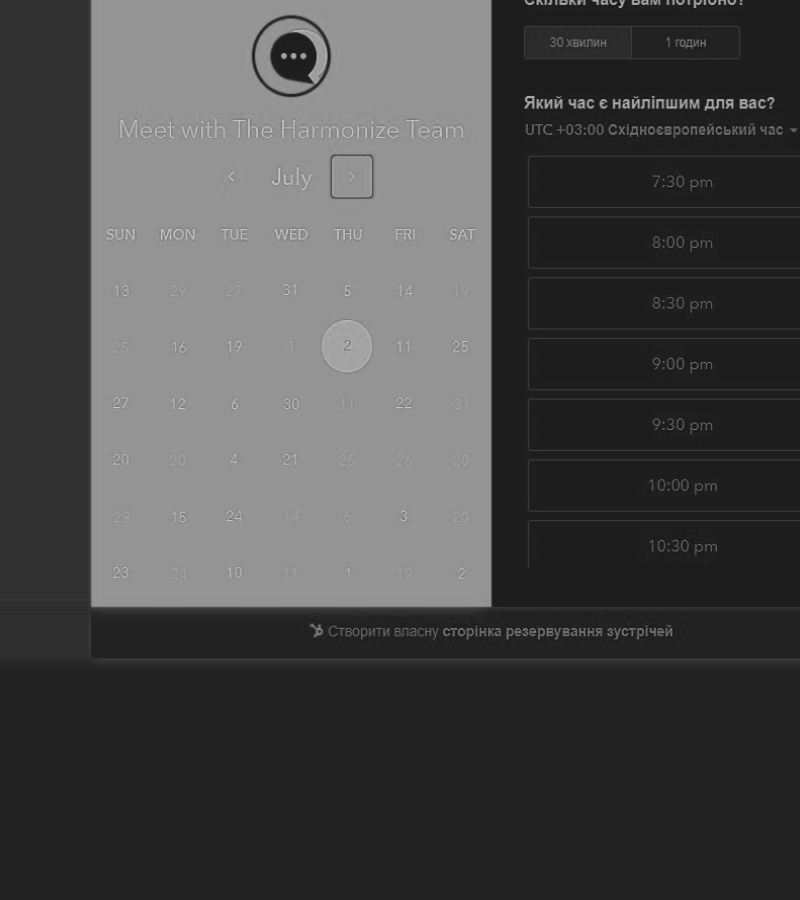 Meet with The Harmonize Team
July
SUN MON TUE WED THU FRI SAT
13 29 27 31 5 14 19
25 16 19 1 2 11 25
27 12 6 30 11 22 31
20 20 4 21 25 26 20
29 15 24 14 6 3 20
23 24 10 11 1 19 2
Скільки часу вам потрібно?
30 хвилин 1 годин
Який час є найліпшим для вас?
UTC +03:00 Східноєвропейський час
7:30 pm
8:00 pm
8:30 pm
9:00 pm
9:30 pm
10:00 pm
10:30 pm
Створити власну сторінка резервування зустрічей